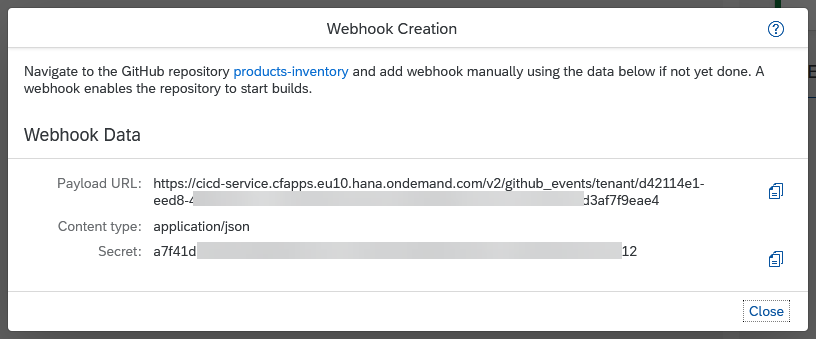 Webhook Creation
Navigate to the GitHub repository products-inventory and add webhook manually using the data below if not yet done. A
webhook enables the repository to start builds.
Webhook Data
Payload URL: https://cicd-service.cfapps.eu10.hana.ondemand.com/v2/github_events/tenant/d42114e1-
eed8-4 d3af7f9eae4
Content type: application/json
Secret: a7f41d 12
Close